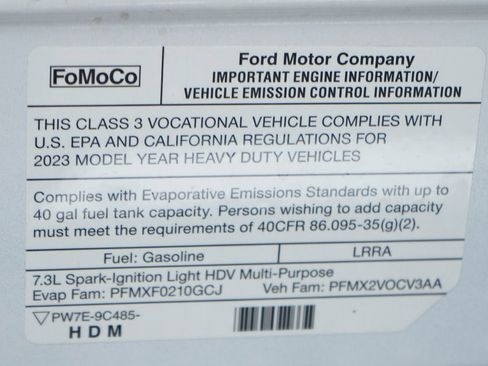 FoMoCo
Ford Motor Company
IMPORTANT ENGINE INFORMATION/
VEHICLE EMISSION CONTROL INFORMATION
THIS CLASS 3 VOCATIONAL VEHICLE COMPLIES WITH
U.S. EPA AND CALIFORNIA REGULATIONS FOR
2023 MODEL YEAR HEAVY DUTY VEHICLES
Complies with Evaporative Emissions Standards with up to
40 gal fuel tank capacity. Persons wishing to add capacity
must meet the requirements of 40CFR 86.095-35(g)(2).
Fuel: Gasoline LRRA
7.3L Spark-Ignition Light HDV Multi-Purpose
Evap Fam: PFMXF0210GCJ Veh Fam: PFMX2VOCV3AA
PW7E-9C485-
HDM